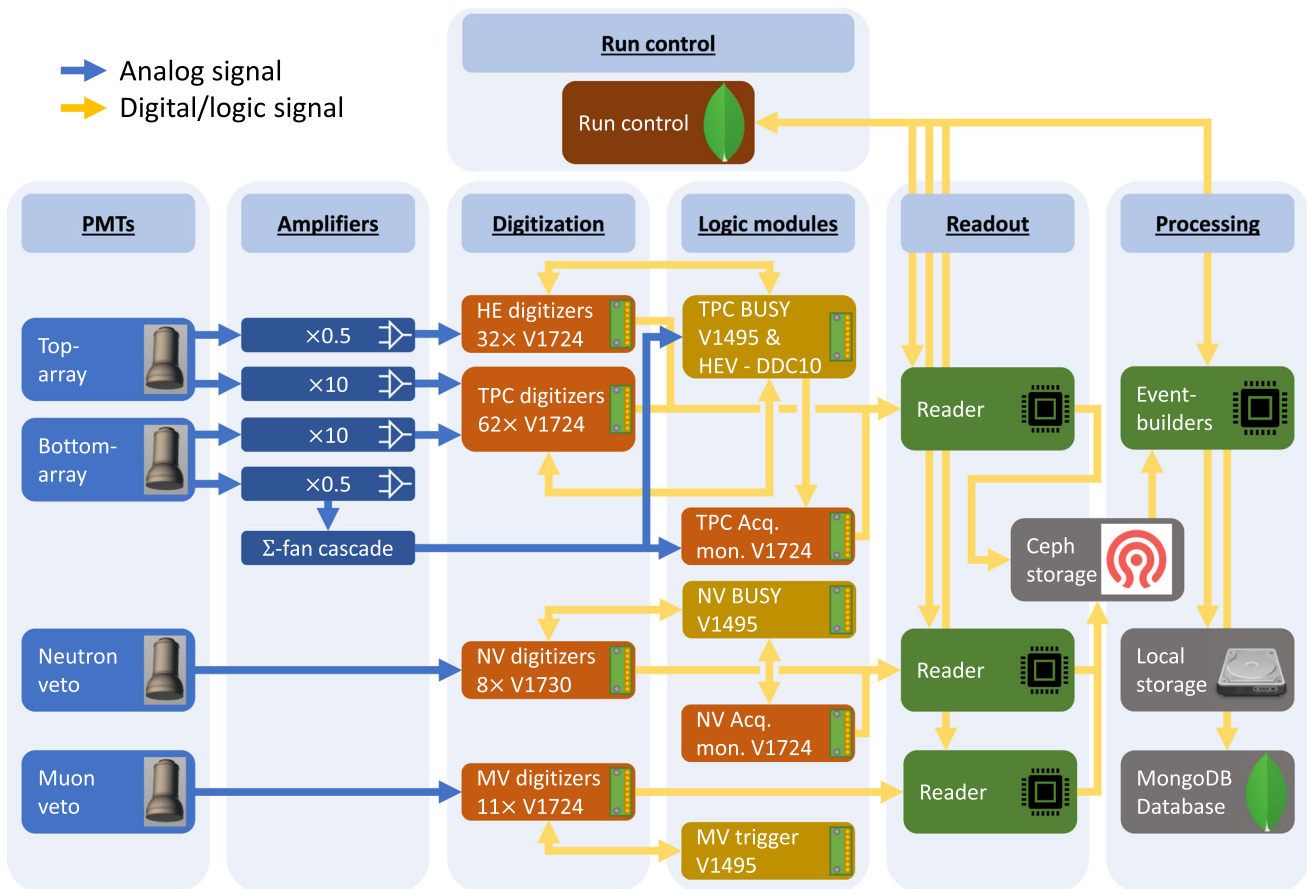 Analog signal
Digital/logic signal
Run control
Run control
PMTs
Amplifiers
Digitization
Logic modules
Readout
Processing
Top-
array
Bottom-
array
Neutron
veto
Muon
veto
×0.5
×10
×10
×0.5
Σ-fan cascade
HE digitizers
32× V1724
TPC digitizers
62× V1724
NV digitizers
8× V1730
MV digitizers
11× V1724
TPC BUSY
V1495 &
HEV - DDC10
TPC Acq.
mon. V1724
NV BUSY
V1495
NV Acq.
mon. V1724
MV trigger
V1495
Reader
Reader
Reader
Event-
builders
Ceph
storage
Local
storage
MongoDB
Database